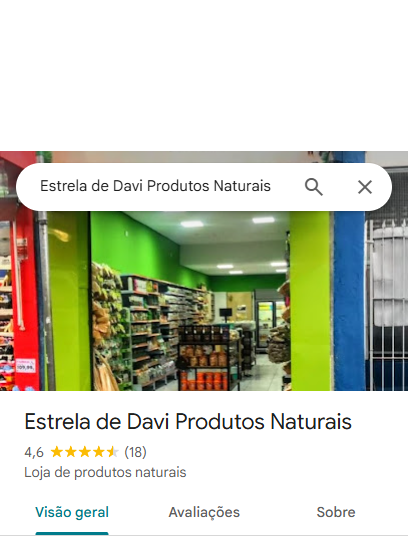 Estrela de Davi Produtos Naturais
Estrela de Davi Produtos Naturais
4,6 (18)
Loja de produtos naturais
Visão geral
Avaliações
Sobre